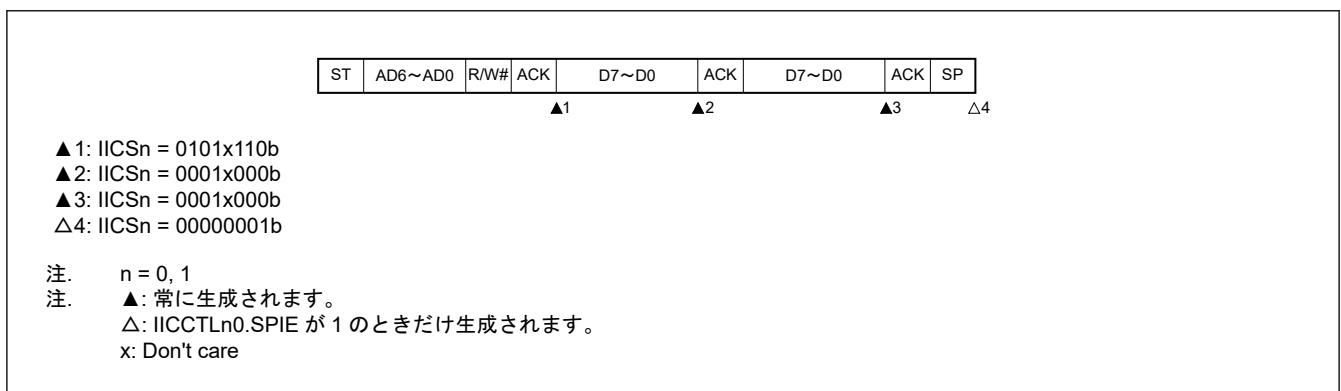 ST AD6～AD0 R/W# ACK D7～D0 ACK D7～D0 ACK SP
▲1 ▲2 ▲3 △4
▲1: IICSn = 0101x110b
▲2: IICSn = 0001x000b
▲3: IICSn = 0001x000b
△4: IICSn = 00000001b
注. n = 0, 1
注. ▲: 常に生成されます。
△: IICCTLn0.SPIE が 1 のときだけ生成されます。
x: Don't care